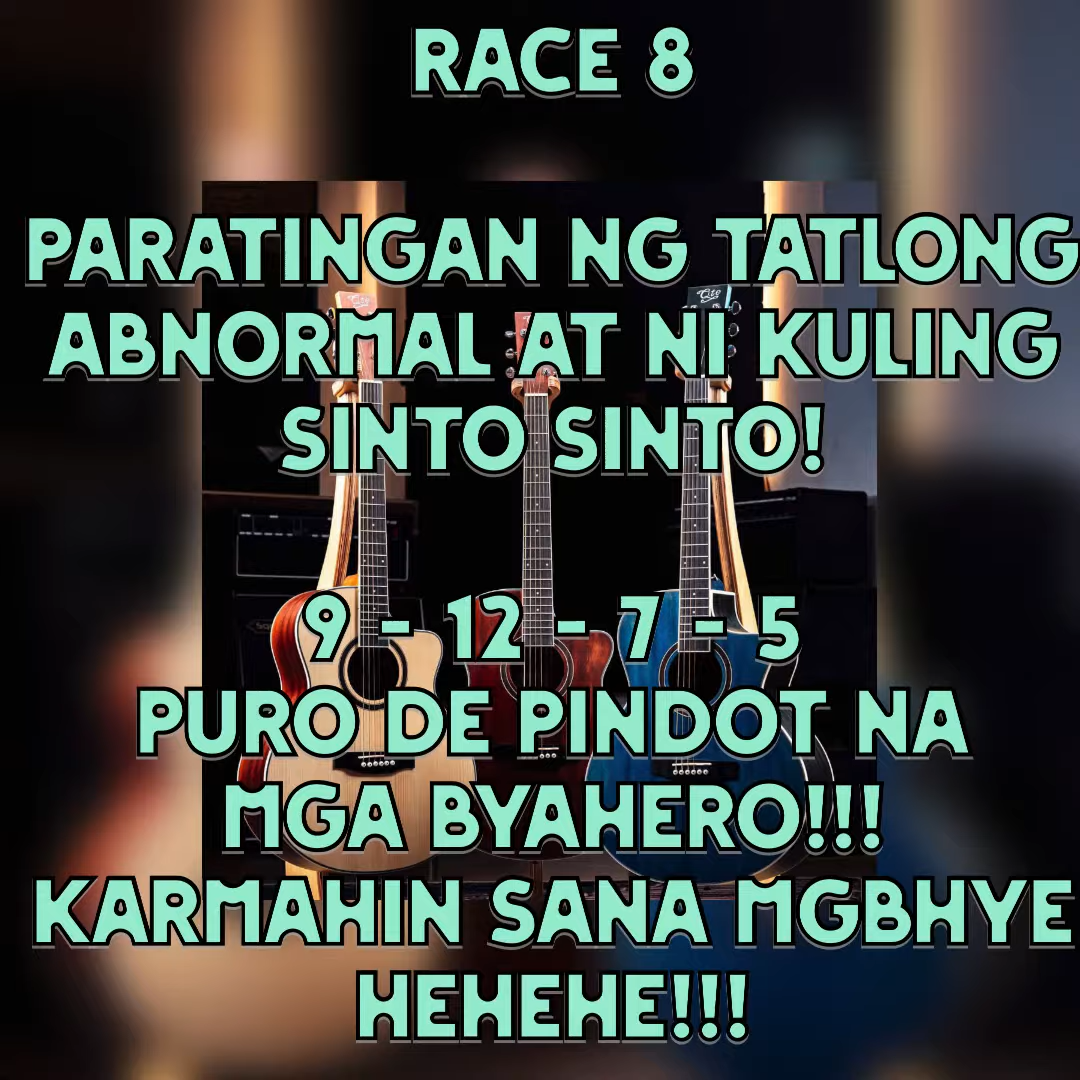 RACE 8
PARATINGAN NG TATLONG
ABNORMAL AT NI KULING
SINTO SINTO!
9 - 12 - 7 - 5
PURO DE PINDOT NA
MGA BYAHERO!!!
KARMAHIN SANA MGBHYE
HEHEHE!!!